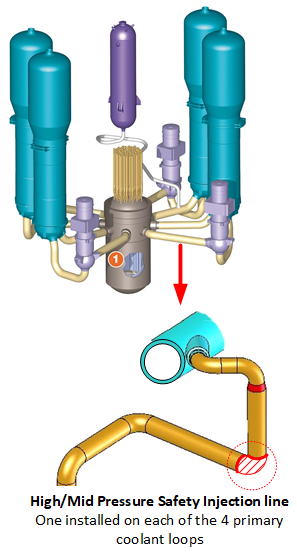 1
High/Mid Pressure Safety Injection line
One installed on each of the 4 primary
coolant loops